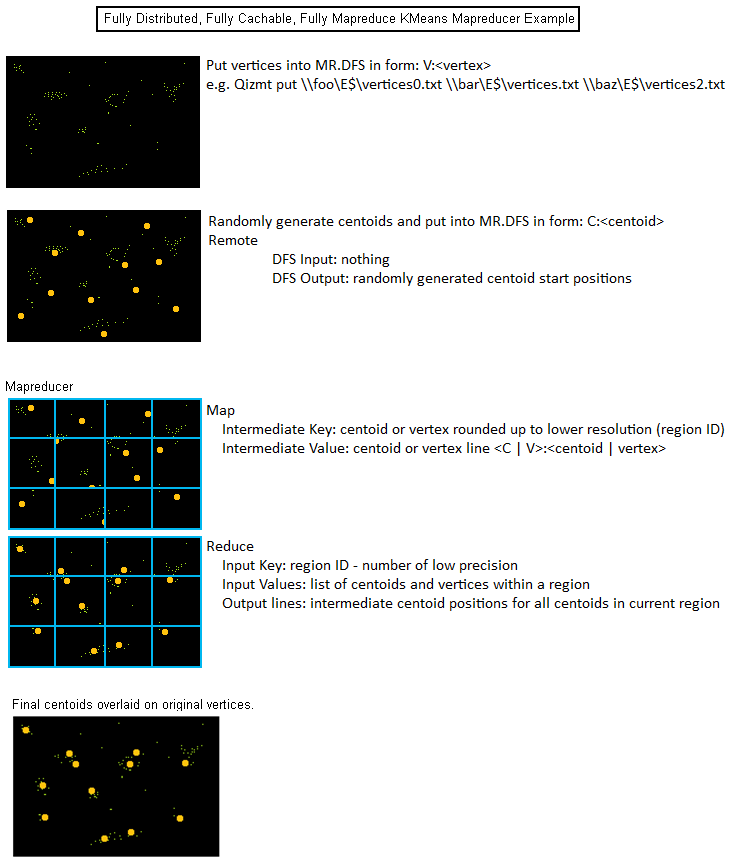 Fully Distributed, Fully Cachable, Fully Mapreduce KMeans Mapreducer Example
Put vertices into MR.DFS in form: V:<vertex>
e.g. Qizmt put \\foo\E$\vertices0.txt \\bar\E$\vertices.txt \\baz\E$\vertices2.txt
Randomly generate centoids and put into MR.DFS in form: C:<centoid>
Remote
DFS Input: nothing
DFS Output: randomly generated centoid start positions
Mapreducer
Map
Intermediate Key: centoid or vertex rounded up to lower resolution (region ID)
Intermediate Value: centoid or vertex line <C | V>:<centoid | vertex>
Reduce
Input Key: region ID - number of low precision
Input Values: list of centoids and vertices within a region
Output lines: intermediate centoid positions for all centoids in current region
Final centoids overlaid on original vertices.